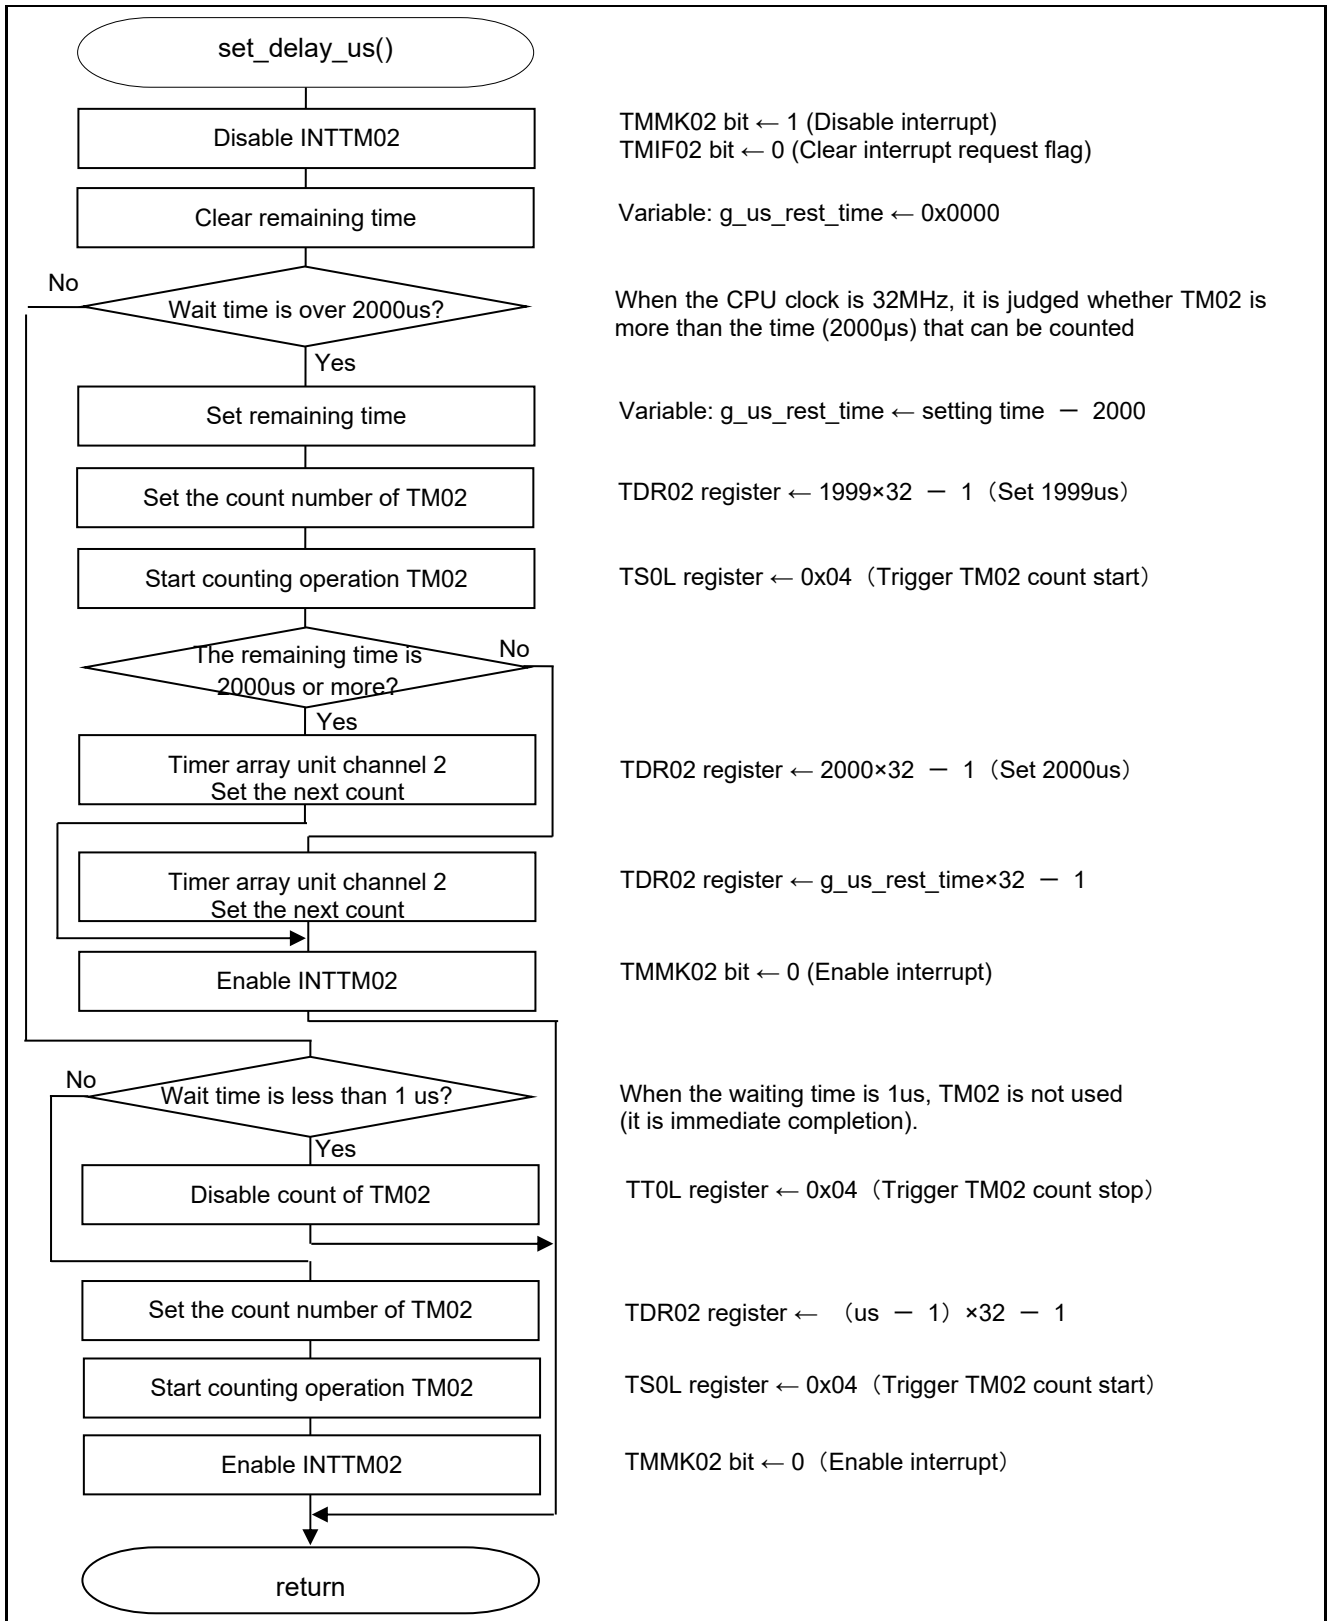 set_delay_us()
Disable INTTM02
TMMK02 bit ← 1 (Disable interrupt)
TMIF02 bit ← 0 (Clear interrupt request flag)
Clear remaining time
Variable: g_us_rest_time ← 0x0000
No
Wait time is over 2000us?
When the CPU clock is 32MHz, it is judged whether TM02 is
more than the time (2000µs) that can be counted
Yes
Set remaining time
Variable: g_us_rest_time ← setting time － 2000
Set the count number of TM02
TDR02 register ← 1999×32 － 1（Set 1999us）
Start counting operation TM02
TS0L register ← 0x04（Trigger TM02 count start）
The remaining time is
2000us or more?
No
Yes
Timer array unit channel 2
Set the next count
TDR02 register ← 2000×32 － 1（Set 2000us）
Timer array unit channel 2
Set the next count
TDR02 register ← g_us_rest_time×32 － 1
Enable INTTM02
TMMK02 bit ← 0 (Enable interrupt)
No
Wait time is less than 1 us?
When the waiting time is 1us, TM02 is not used
(it is immediate completion).
Yes
Disable count of TM02
TT0L register ← 0x04（Trigger TM02 count stop）
Set the count number of TM02
TDR02 register ← （us － 1）×32 － 1
Start counting operation TM02
TS0L register ← 0x04（Trigger TM02 count start）
Enable INTTM02
TMMK02 bit ← 0（Enable interrupt）
return